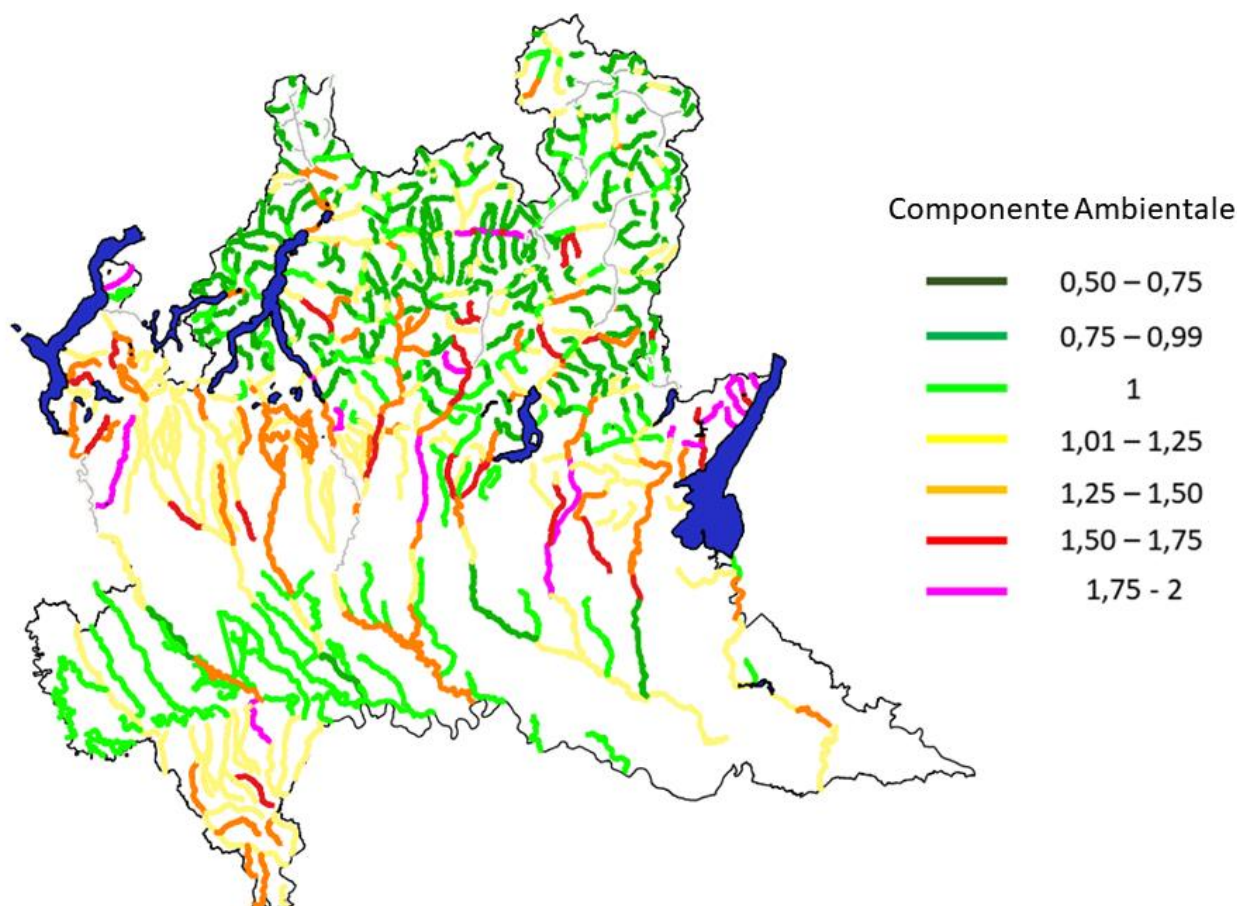 Componente Ambientale
0,50 – 0,75
0,75 – 0,99
1
1,01 – 1,25
1,25 – 1,50
1,50 – 1,75
1,75 - 2